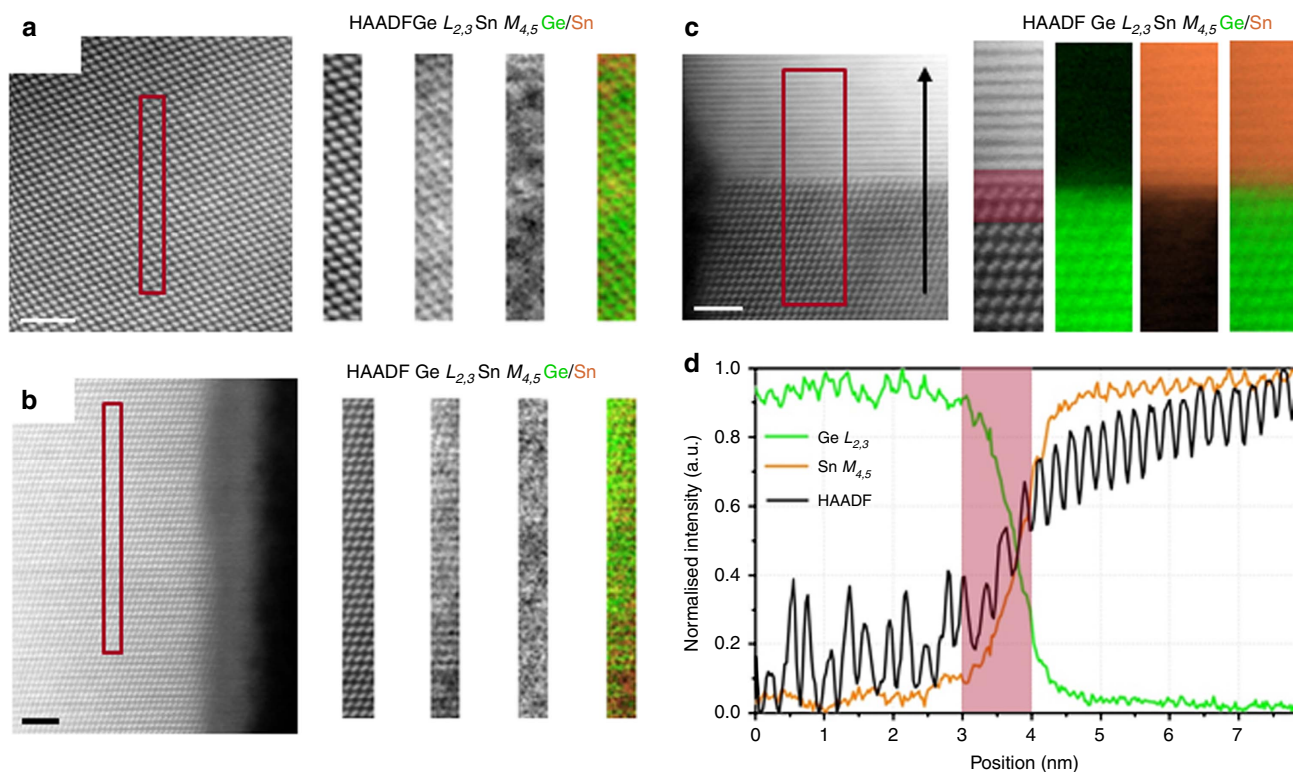 a
HAADFGe L2,3 Sn M4,5 Ge/Sn
b
HAADF Ge L2,3 Sn M4,5 Ge/Sn
c
HAADF Ge L2,3 Sn M4,5 Ge/Sn
d
1.0
0.8
0.6
0.4
0.2
0.0
Normalised intensity (a.u.)
Ge L2,3
Sn M4,5
HAADF
0 1 2 3 4 5 6 7
Position (nm)